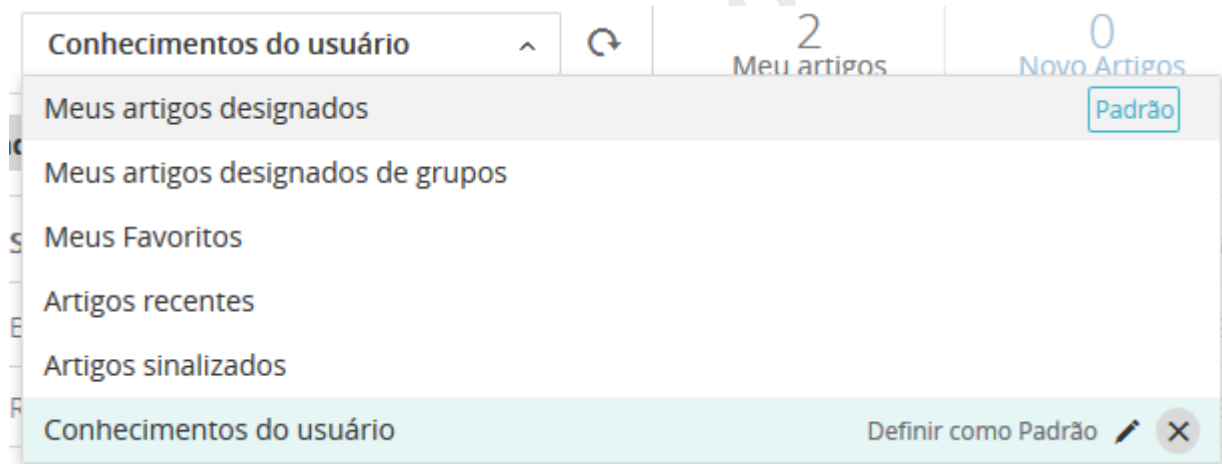 Conhecimentos do usuário
2
Meu artigos
0
Novo Artigos
Meus artigos designados
Padrão
Meus artigos designados de grupos
Meus Favoritos
Artigos recentes
Artigos sinalizados
Conhecimentos do usuário Definir como Padrão